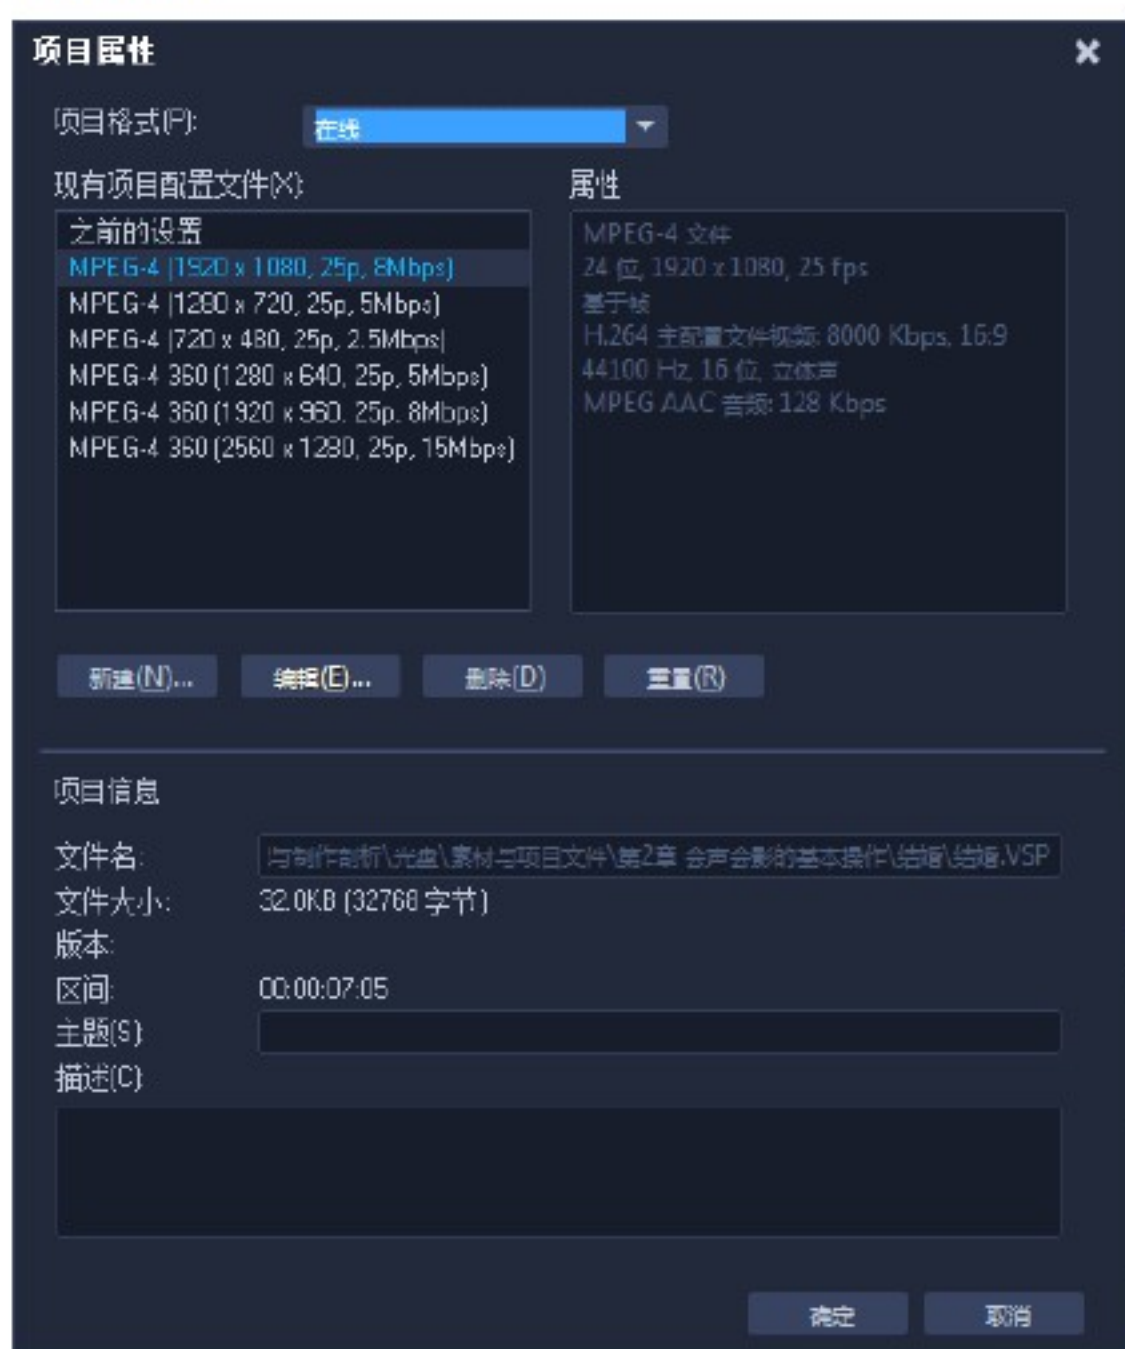 项目属性
项目格式(P): 在线
现有项目配置文件(X): 属性
之前的设置
MPEG-4 (1920 x 1080, 25p, 8Mbps)
MPEG-4 (1280 x 720, 25p, 5Mbps)
MPEG-4 (720 x 480, 25p, 2.5Mbps)
MPEG-4 360 (1280 x 640, 25p, 5Mbps)
MPEG-4 360 (1920 x 960, 25p, 8Mbps)
MPEG-4 360 (2560 x 1280, 25p, 15Mbps)
MPEG-4 文件
24 位, 1920 x 1080, 25 fps
基于帧
H.264 主配置文件视频: 8000 Kbps, 16:9
44100 Hz, 16 位, 立体声
MPEG AAC 音频: 128 Kbps
新建(N)... 编辑(E)... 删除(D) 重置(R)
项目信息
文件名: 与制作剖析\光盘\素材与项目文件\第2章 会声会影的基本操作\结婚\结婚.VSP
文件大小: 32.0KB (32768 字节)
版本:
区间: 00:00:07:05
主题(S):
描述(C):
确定 取消